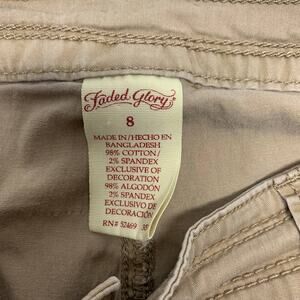 Faded Glory
8
MADE IN/HECHO EN
BANGLADESH
98% COTTON/
2% SPANDEX
EXCLUSIVE OF
DECORATION
98% ALGODÓN
2% SPANDEX
EXCLUSIVO DE
DECORACIÓN
RN# 52469